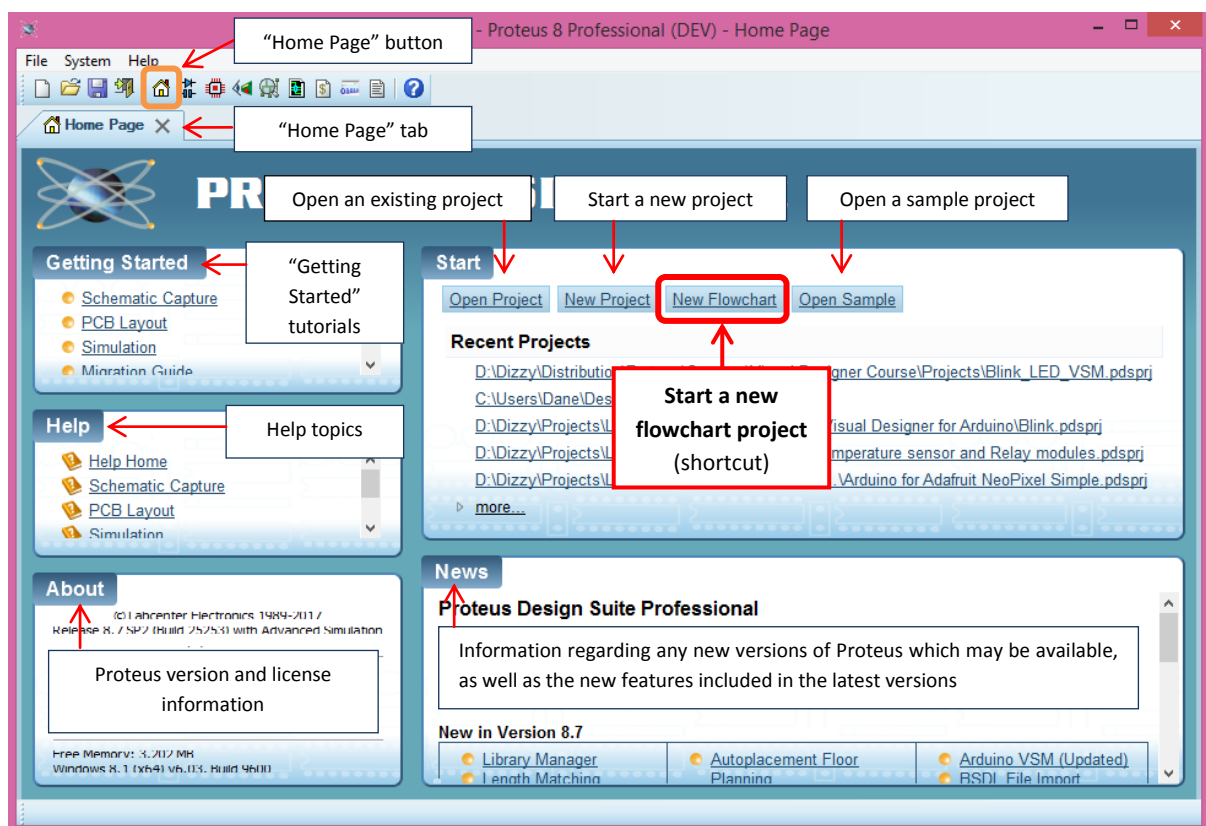 - Proteus 8 Professional (DEV) - Home Page
"Home Page" button
File System Help
"Home Page" tab
Home Page
PR
Open an existing project
Start a new project
Open a sample project
Getting Started
"Getting
Started"
tutorials
Schematic Capture
PCB Layout
Simulation
Migration Guide
Start
Open Project New Project New Flowchart Open Sample
Recent Projects
D:\Dizzy\Distribution gner Course\Projects\Blink_LED_VSM.pdsprj
C:\Users\Dane\Des
D:\Dizzy\Projects\L isual Designer for Arduino\Blink.pdsprj
D:\Dizzy\Projects\L mperature sensor and Relay modules.pdsprj
D:\Dizzy\Projects\L .\Arduino for Adafruit NeoPixel Simple.pdsprj
more...
Start a new
flowchart project
(shortcut)
Help
Help topics
Help Home
Schematic Capture
PCB Layout
Simulation
About
(C) Labcenter Electronics 1989-2017
Release 8.7 SP2 (Build 25253) with Advanced Simulation
Proteus version and license
information
Free Memory: 3,202 MB
Windows 8.1 (x64) v6.03, Build 9600
News
Proteus Design Suite Professional
Information regarding any new versions of Proteus which may be available,
as well as the new features included in the latest versions
New in Version 8.7
Library Manager
Length Matching
Autoplacement Floor
Planning
Arduino VSM (Updated)
BSDL File Import